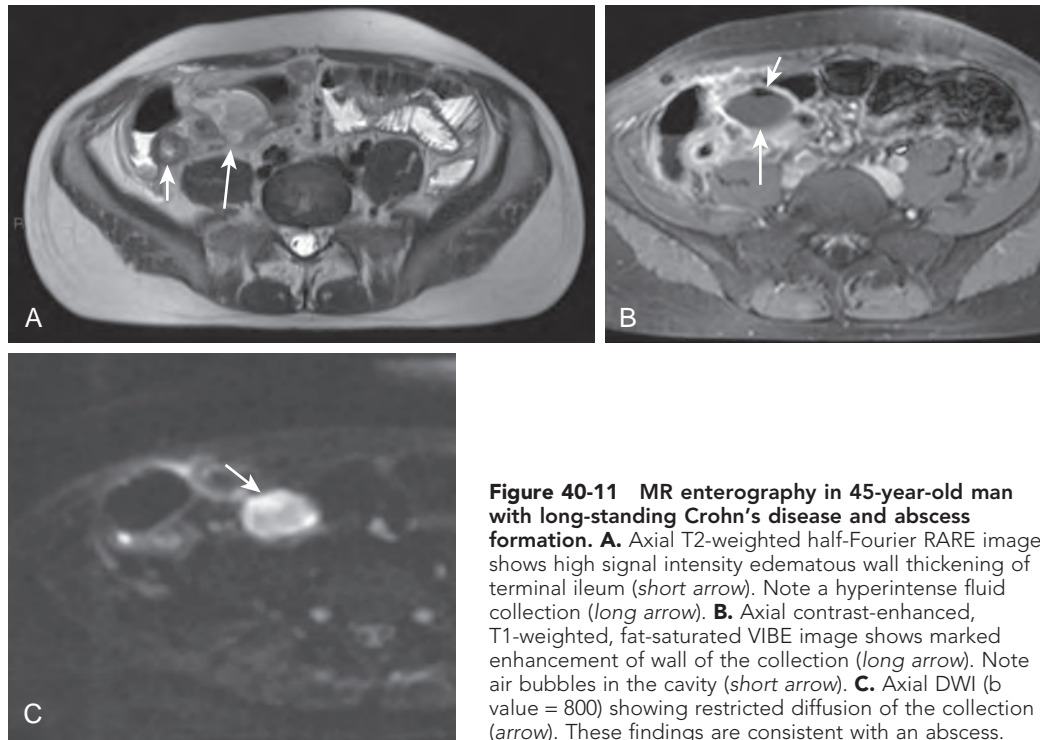 A
B
R
C
Figure 40-11 MR enterography in 45-year-old man
with long-standing Crohn's disease and abscess
formation. A. Axial T2-weighted half-Fourier RARE image
shows high signal intensity edematous wall thickening of
terminal ileum (short arrow). Note a hyperintense fluid
collection (long arrow). B. Axial contrast-enhanced,
T1-weighted, fat-saturated VIBE image shows marked
enhancement of wall of the collection (long arrow). Note
air bubbles in the cavity (short arrow). C. Axial DWI (b
value = 800) showing restricted diffusion of the collection
(arrow). These findings are consistent with an abscess.